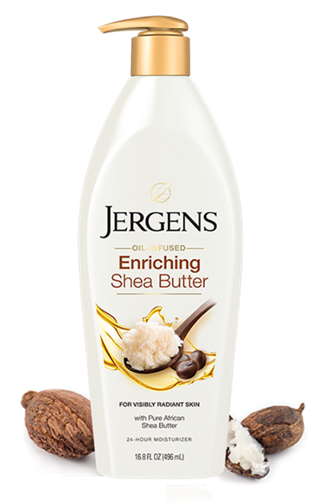 JERGENS
OIL-INFUSED
Enriching
Shea Butter
FOR VISIBLY RADIANT SKIN
with Pure African
Shea Butter
24-HOUR MOISTURIZER
16.8 FL OZ (496 mL)